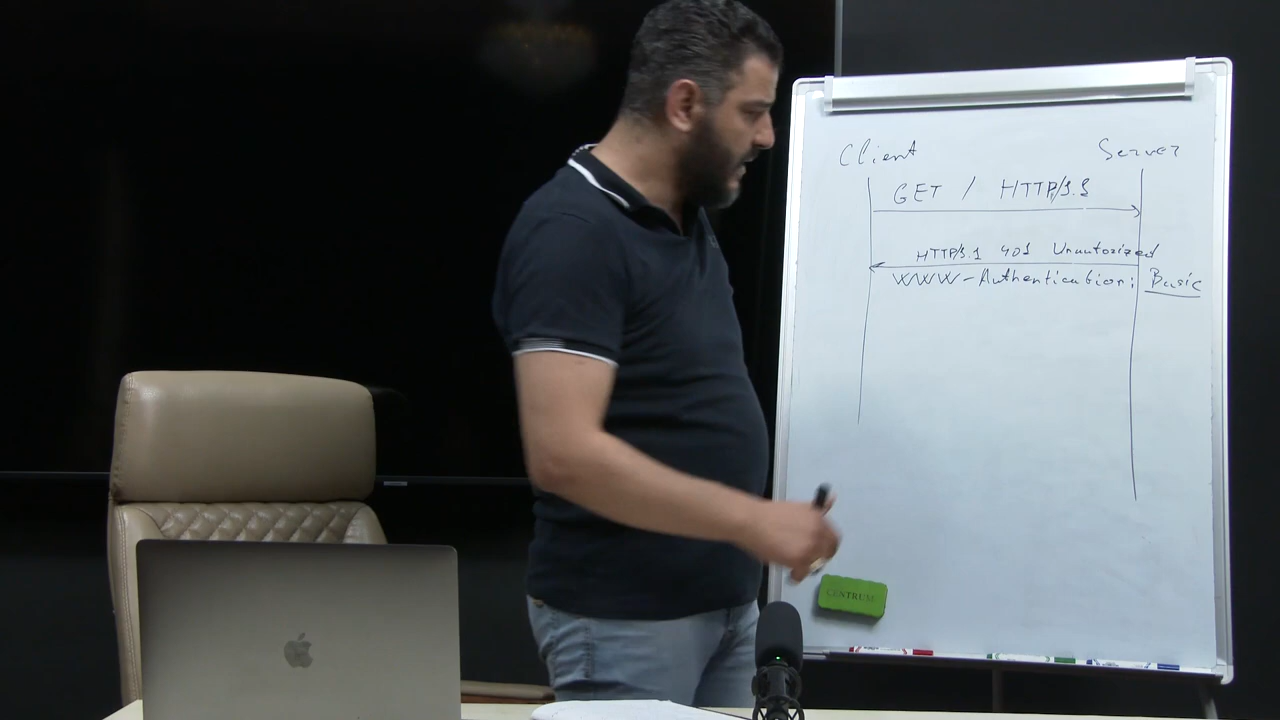 Client Server
GET / HTTP/1.1
HTTP/1.1 401 Unautorized
WWW-Authentication: Basic
CENTRUM